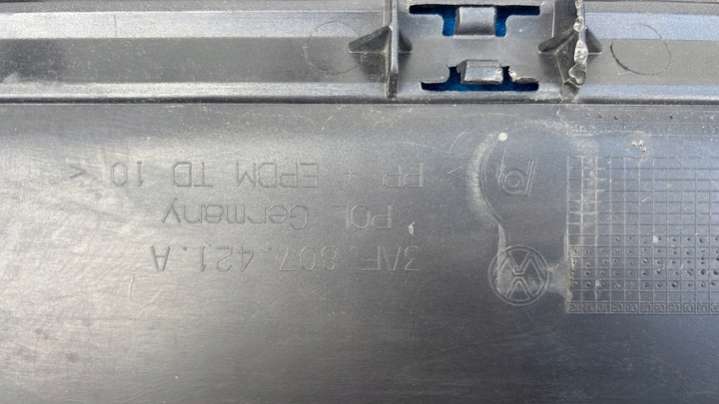 3AF 807.421.A
POL Germany
> PP + EPDM TD 10 <